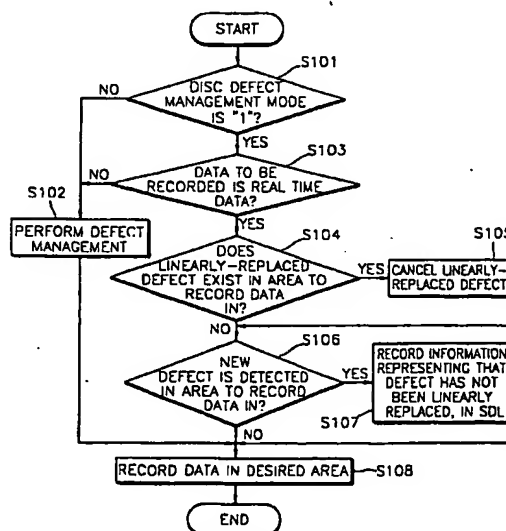 START
S101
NO
DISC DEFECT
MANAGEMENT MODE
IS "1"?
YES
S103
NO
DATA TO BE
RECORDED IS REAL TIME
DATA?
S102
YES
PERFORM DEFECT
MANAGEMENT
S104
DOES
LINEARLY-REPLACED
DEFECT EXIST IN AREA TO
RECORD DATA
IN?
YES
S105
CANCEL LINEARLY-
REPLACED DEFECT
NO
S106
NEW
DEFECT IS DETECTED
IN AREA TO RECORD
DATA IN?
YES
RECORD INFORMATION
REPRESENTING THAT
DEFECT HAS NOT
BEEN LINEARLY
REPLACED, IN SDL
S107
NO
RECORD DATA IN DESIRED AREA
S108
END